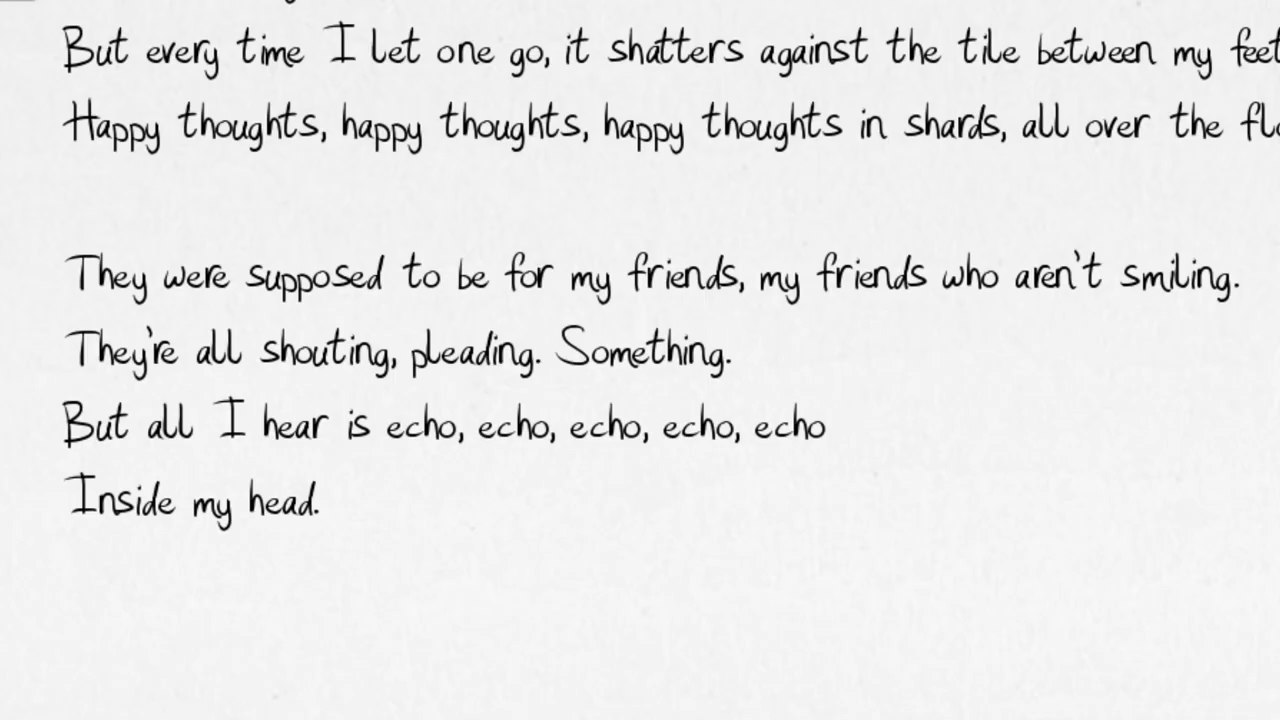 But every time I let one go, it shatters against the tile between my feet
Happy thoughts, happy thoughts, happy thoughts in shards, all over the
They were supposed to be for my friends, my friends who aren't smiling.
They're all shouting, pleading. Something.
But all I hear is echo, echo, echo, echo, echo
Inside my head.